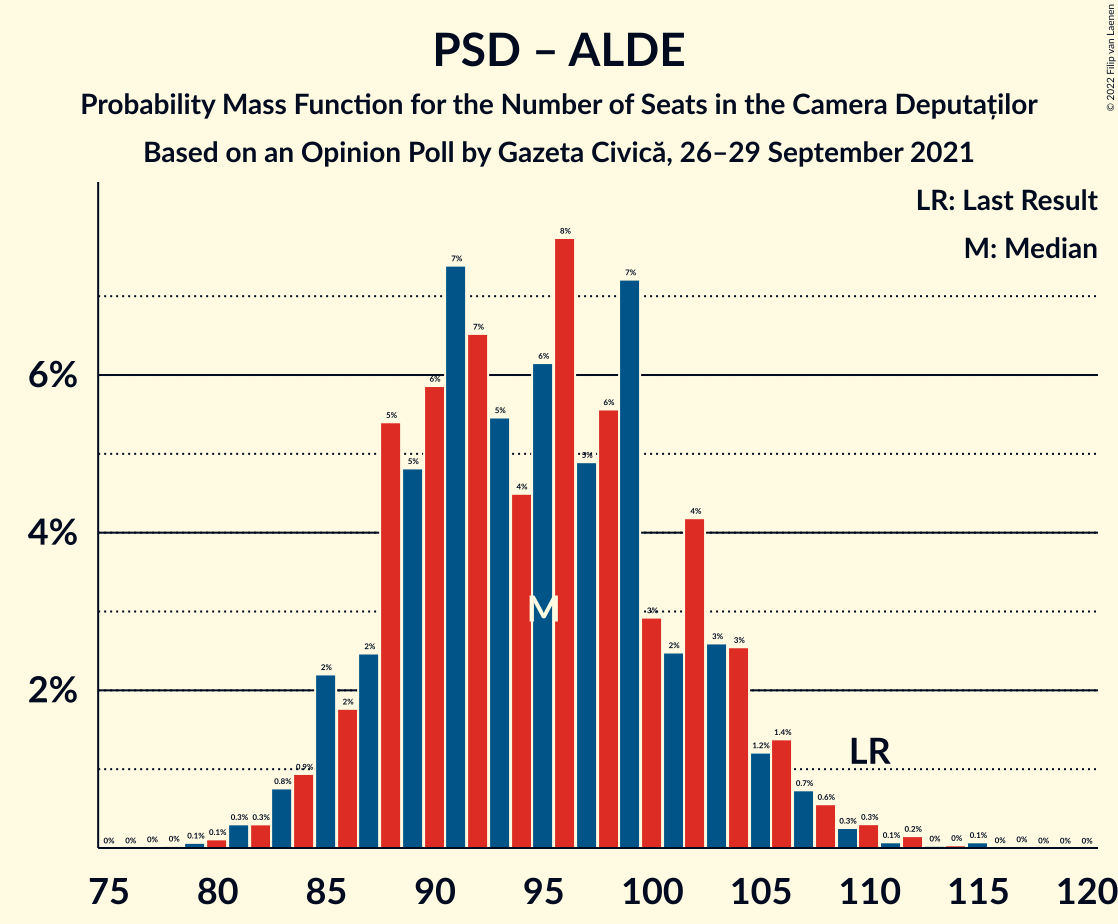 © 2022 Filip van Laenen
PSD – ALDE
Probability Mass Function for the Number of Seats in the Camera Deputaților
Based on an Opinion Poll by Gazeta Civică, 26–29 September 2021
LR: Last Result
M: Median
6%
4%
2%
0% 0% 0% 0% 0.1% 0.1% 0.3% 0.3% 0.8% 0.9% 2% 2% 2% 5% 5% 6% 7% 7% 5% 4% 6% 8% 5% 6% 7% 3% 2% 4% 3% 3% 1.2% 1.4% 0.7% 0.6% 0.3% 0.3% 0.1% 0.2% 0% 0% 0.1% 0% 0% 0% 0% 0%
M
LR
75 80 85 90 95 100 105 110 115 120